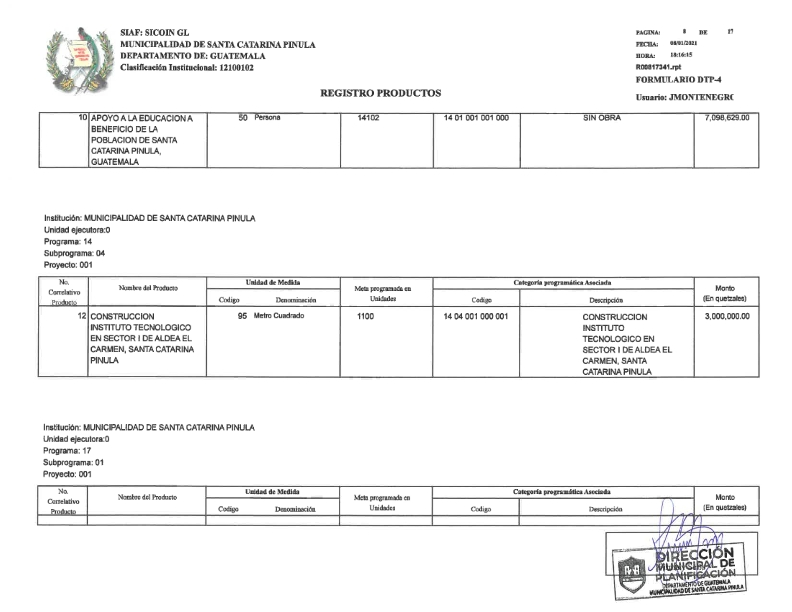 SIAF: SICOIN GL
MUNICIPALIDAD DE SANTA CATARINA PINULA
DEPARTAMENTO DE: GUATEMALA
Clasificación Institucional: 12100102
PAGINA: 8 DE 17
FECHA: 08/01/2021
HORA: 18:16:15
R00817341.rpt
FORMULARIO DTP-4
REGISTRO PRODUCTOS
Usuario: JMONTENEGRO
10 APOYO A LA EDUCACION A 50 Persona 14102 14 01 001 001 000 SIN OBRA 7,098,629.00
BENEFICIO DE LA
POBLACION DE SANTA
CATARINA PINULA,
GUATEMALA
Institución: MUNICIPALIDAD DE SANTA CATARINA PINULA
Unidad ejecutora:0
Programa: 14
Subprograma: 04
Proyecto: 001
No. Correlativo Producto
Nombre del Producto
Unidad de Medida
Codigo Denominación
Meta programada en Unidades
Categoría programática Asociada
Codigo Descripción
Monto (En quetzales)
12 CONSTRUCCION 95 Metro Cuadrado 1100 14 04 001 000 001 CONSTRUCCION 3,000,000.00
INSTITUTO TECNOLOGICO INSTITUTO
EN SECTOR I DE ALDEA EL TECNOLOGICO EN
CARMEN, SANTA CATARINA SECTOR I DE ALDEA EL
PINULA CARMEN, SANTA
CATARINA PINULA
Institución: MUNICIPALIDAD DE SANTA CATARINA PINULA
Unidad ejecutora:0
Programa: 17
Subprograma: 01
Proyecto: 001
No. Correlativo Producto
Nombre del Producto
Unidad de Medida
Codigo Denominación
Meta programada en Unidades
Categoría programática Asociada
Codigo Descripción
Monto (En quetzales)
DIRECCIÓN
MUNICIPAL DE
PLANIFICACIÓN
DEPARTAMENTO DE GUATEMALA
MUNICIPALIDAD DE SANTA CATARINA PINULA